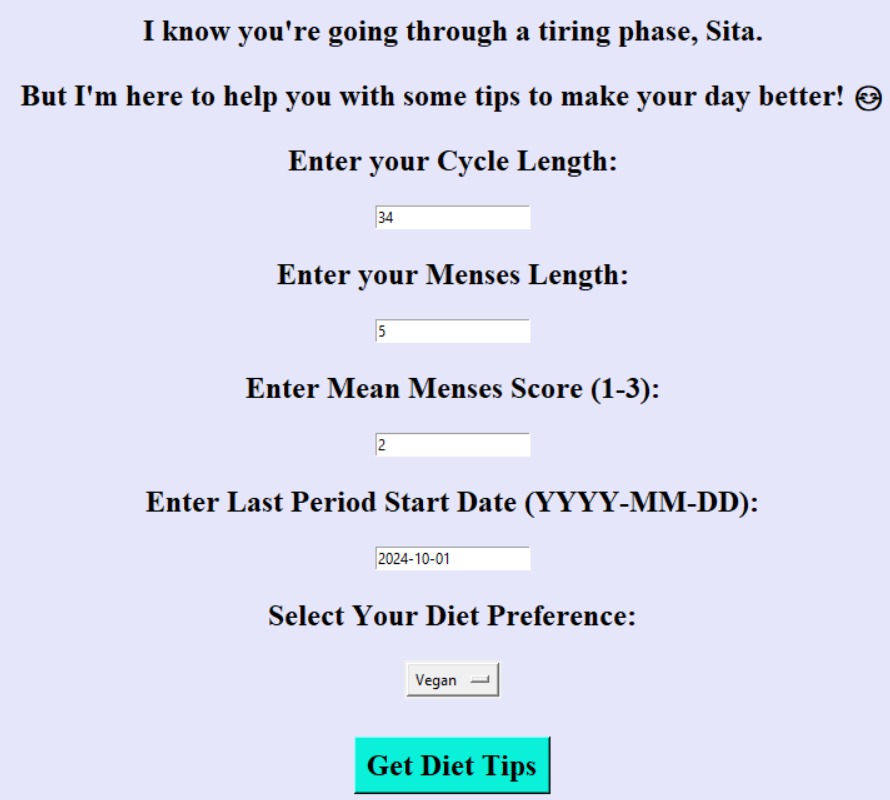 I know you're going through a tiring phase, Sita.
But I'm here to help you with some tips to make your day better! 😊
Enter your Cycle Length:
34
Enter your Menses Length:
5
Enter Mean Menses Score (1-3):
2
Enter Last Period Start Date (YYYY-MM-DD):
2024-10-01
Select Your Diet Preference:
Vegan
Get Diet Tips